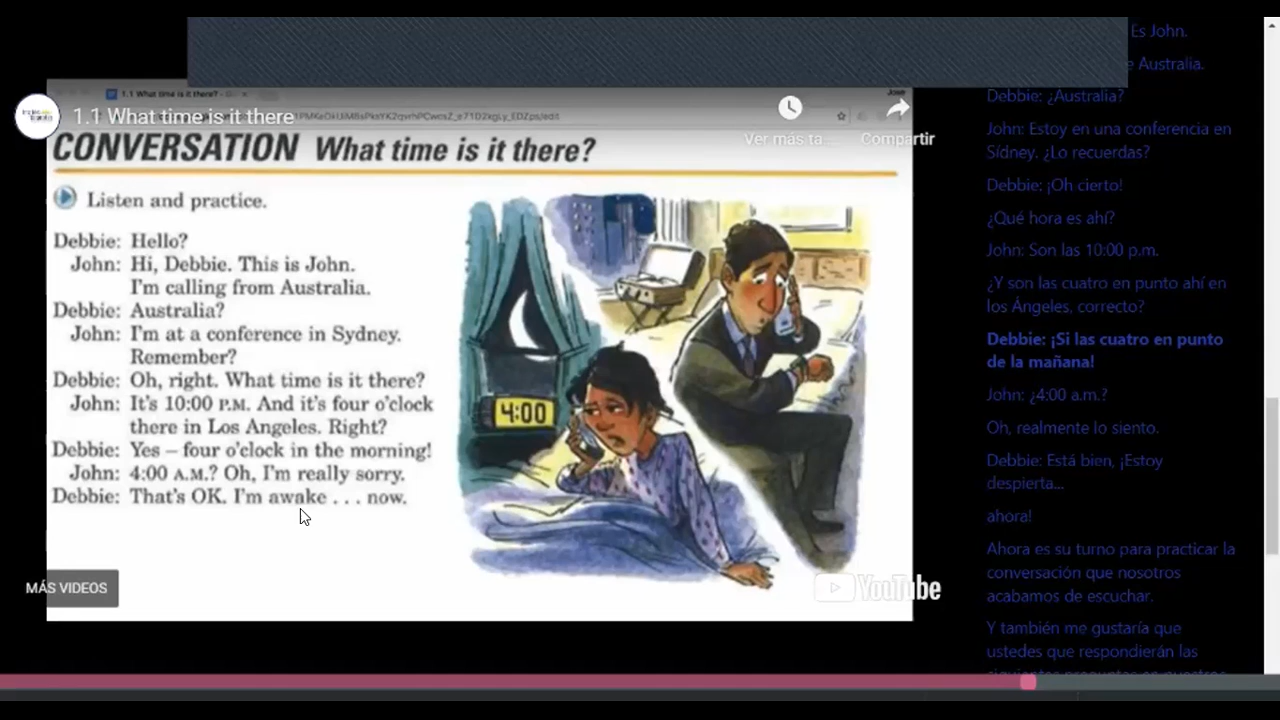 1.1 What time is it there?
1.1 What time is it there
Ver más ta...
Compartir
CONVERSATION What time is it there?
Listen and practice.
Debbie: Hello?
John: Hi, Debbie. This is John.
I'm calling from Australia.
Debbie: Australia?
John: I'm at a conference in Sydney.
Remember?
Debbie: Oh, right. What time is it there?
John: It's 10:00 P.M. And it's four o'clock
there in Los Angeles. Right?
Debbie: Yes – four o'clock in the morning!
John: 4:00 A.M.? Oh, I'm really sorry.
Debbie: That's OK. I'm awake . . . now.
4:00
MÁS VIDEOS
YouTube
Es John.
Australia.
Debbie: ¿Australia?
John: Estoy en una conferencia en
Sídney. ¿Lo recuerdas?
Debbie: ¡Oh cierto!
¿Qué hora es ahí?
John: Son las 10:00 p.m.
¿Y son las cuatro en punto ahí en
los Ángeles, correcto?
Debbie: ¡Si las cuatro en punto
de la mañana!
John: ¿4:00 a.m.?
Oh, realmente lo siento.
Debbie: Está bien, ¡Estoy
despierta...
ahora!
Ahora es su turno para practicar la
conversación que nosotros
acabamos de escuchar.
Y también me gustaría que
ustedes que respondierán las